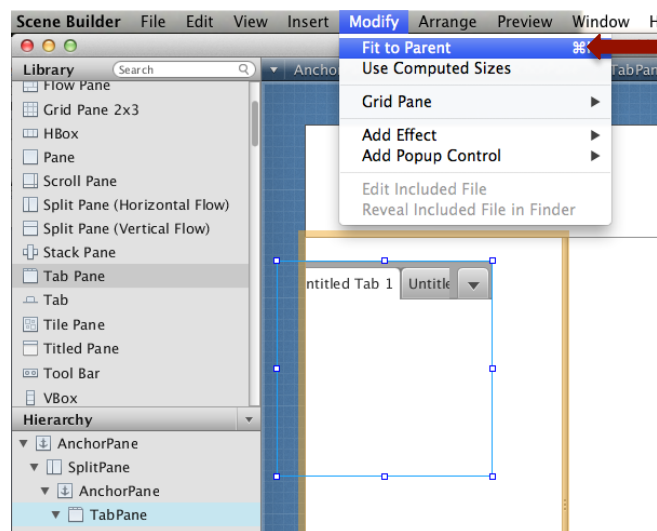 Scene Builder File Edit View Insert Modify Arrange Preview Window
Fit to Parent ⌘
Use Computed Sizes
Grid Pane
Add Effect
Add Popup Control
Edit Included File
Reveal Included File in Finder
Library Search
Flow Pane
Grid Pane 2x3
HBox
Pane
Scroll Pane
Split Pane (Horizontal Flow)
Split Pane (Vertical Flow)
Stack Pane
Tab Pane
Tab
Tile Pane
Titled Pane
Tool Bar
VBox
Hierarchy
AnchorPane
SplitPane
AnchorPane
TabPane
Ancho
TabPan
ntitled Tab 1 Untitle